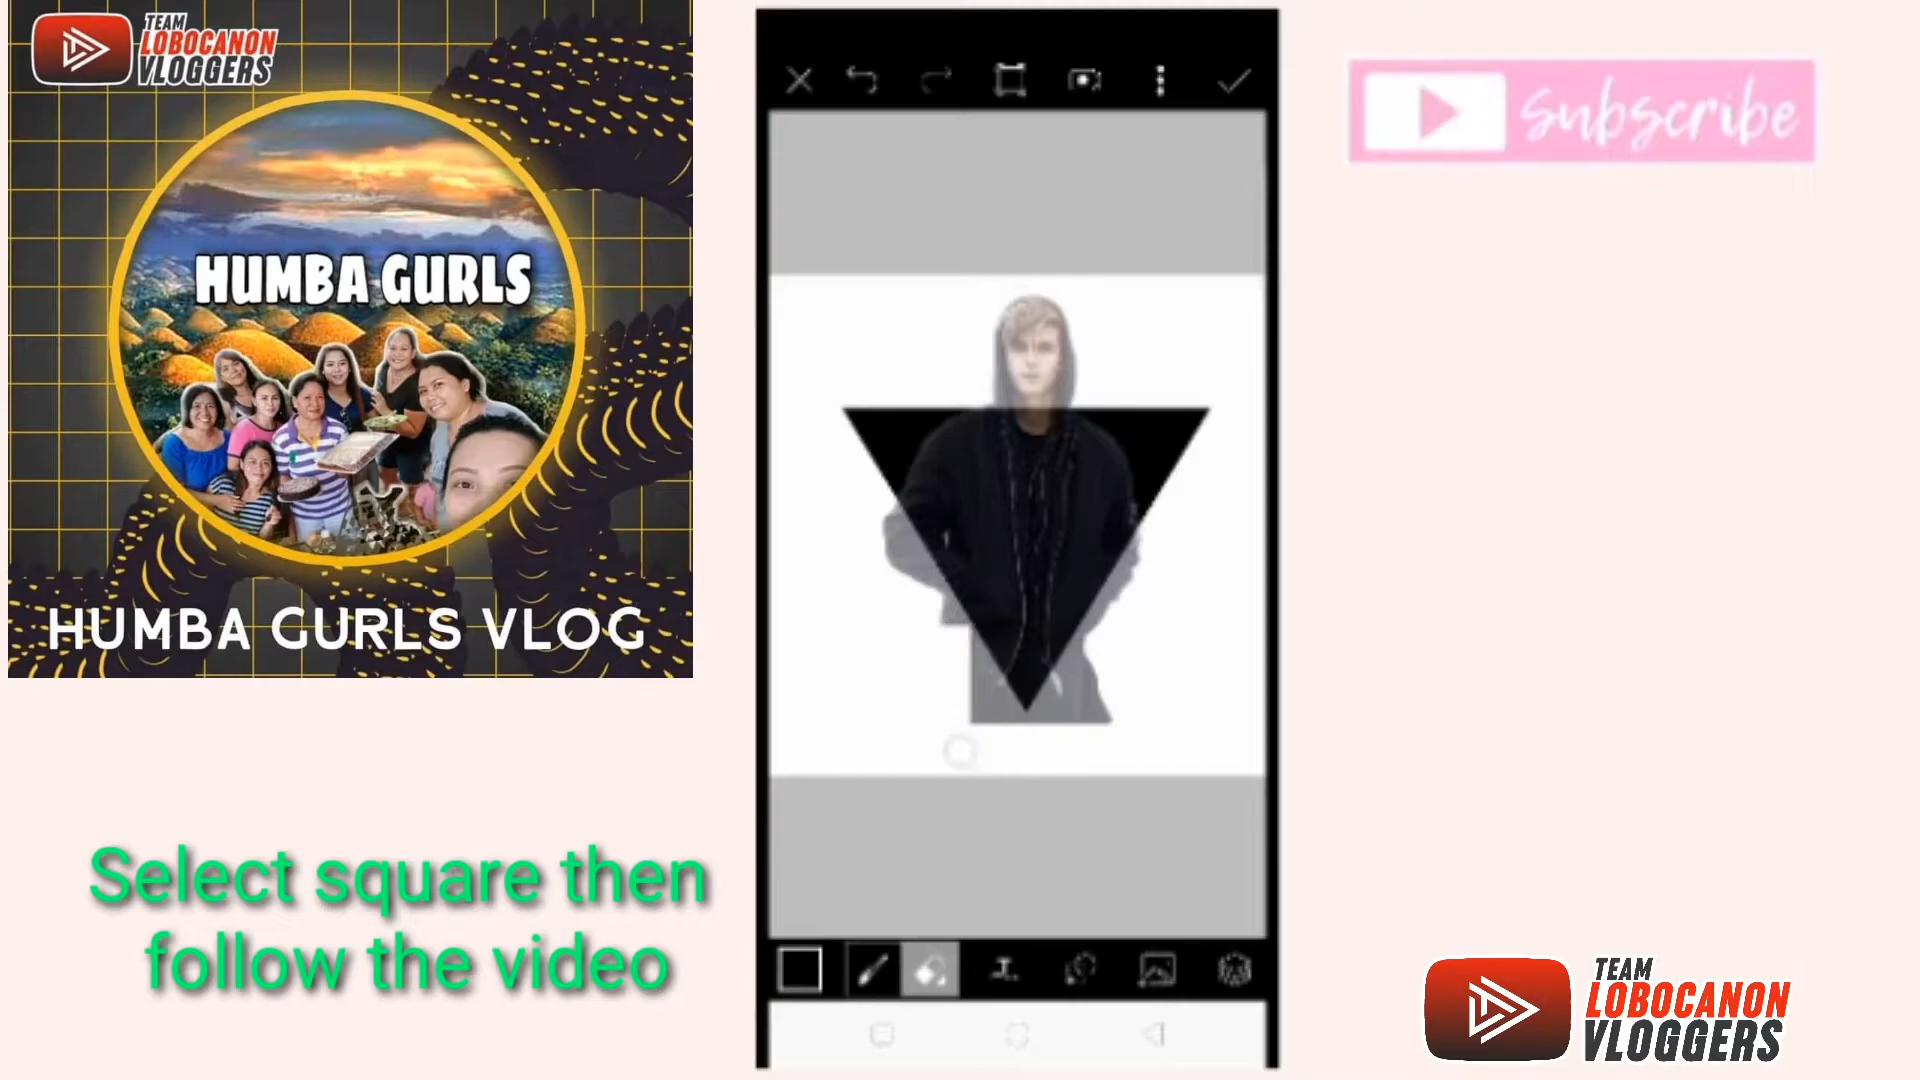 TEAM
LOBOCANON
VLOGGERS
HUMBA GURLS
HUMBA GURLS VLOG
Select square then
follow the video
Subscribe
TEAM
LOBOCANON
VLOGGERS